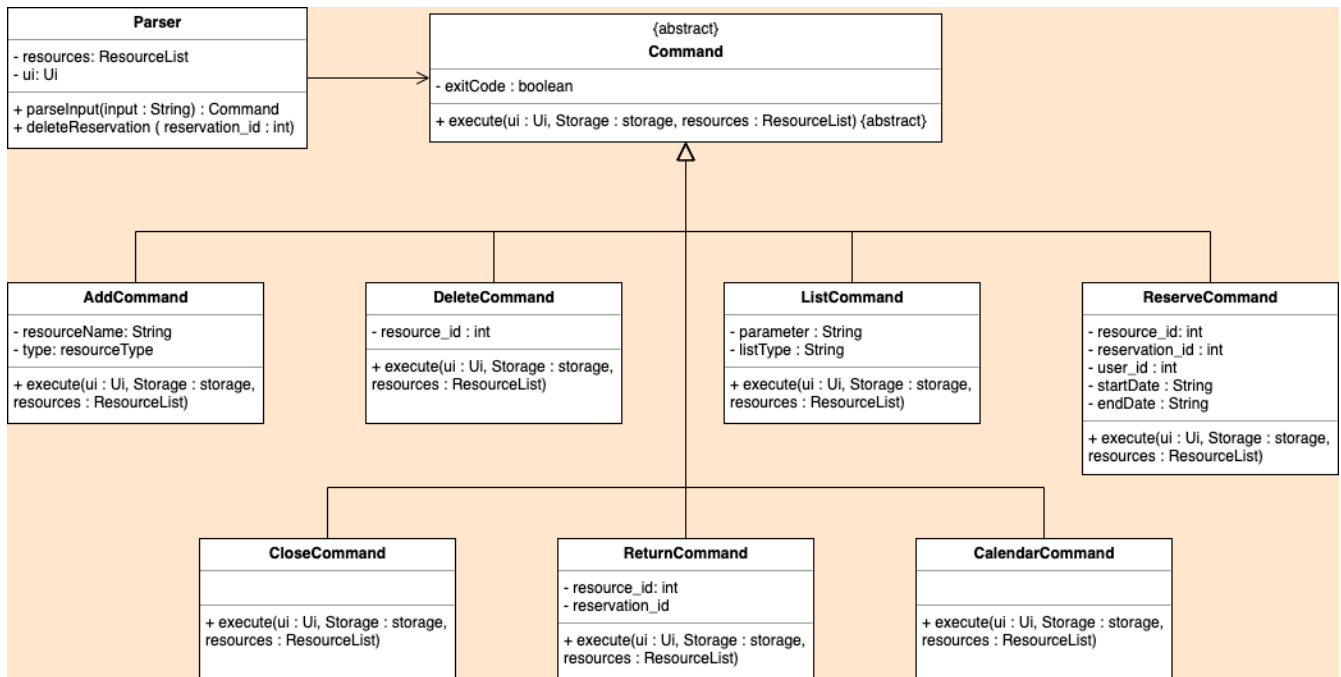 Parser
- resources: ResourceList
- ui: Ui
+ parseInput(input : String) : Command
+ deleteReservation ( reservation_id : int)
{abstract}
Command
- exitCode : boolean
+ execute(ui : Ui, Storage : storage, resources : ResourceList) {abstract}
AddCommand
- resourceName: String
- type: resourceType
+ execute(ui : Ui, Storage : storage,
resources : ResourceList)
DeleteCommand
- resource_id : int
+ execute(ui : Ui, Storage : storage,
resources : ResourceList)
ListCommand
- parameter : String
- listType : String
+ execute(ui : Ui, Storage : storage,
resources : ResourceList)
ReserveCommand
- resource_id: int
- reservation_id : int
- user_id : int
- startDate : String
- endDate : String
+ execute(ui : Ui, Storage : storage,
resources : ResourceList)
CloseCommand
+ execute(ui : Ui, Storage : storage,
resources : ResourceList)
ReturnCommand
- resource_id: int
- reservation_id
+ execute(ui : Ui, Storage : storage,
resources : ResourceList)
CalendarCommand
+ execute(ui : Ui, Storage : storage,
resources : ResourceList)